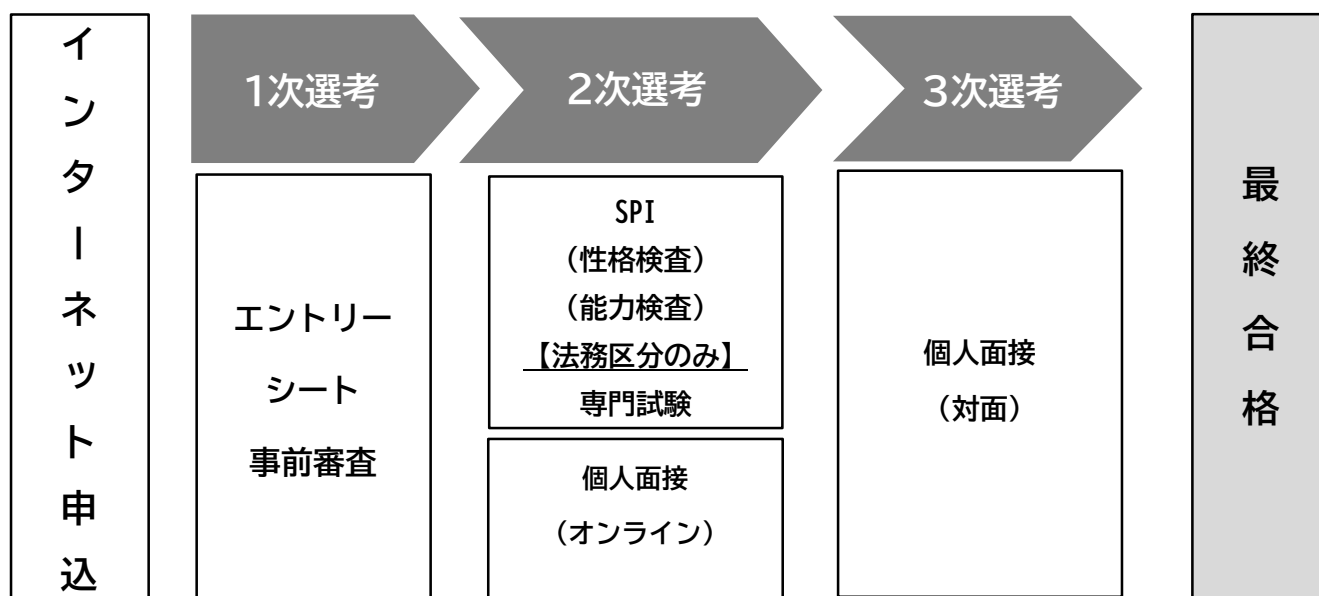 インターネット申込
1次選考
エントリー
シート
事前審査
2次選考
SPI
（性格検査）
（能力検査）
【法務区分のみ】
専門試験
個人面接
（オンライン）
3次選考
個人面接
（対面）
最終合格